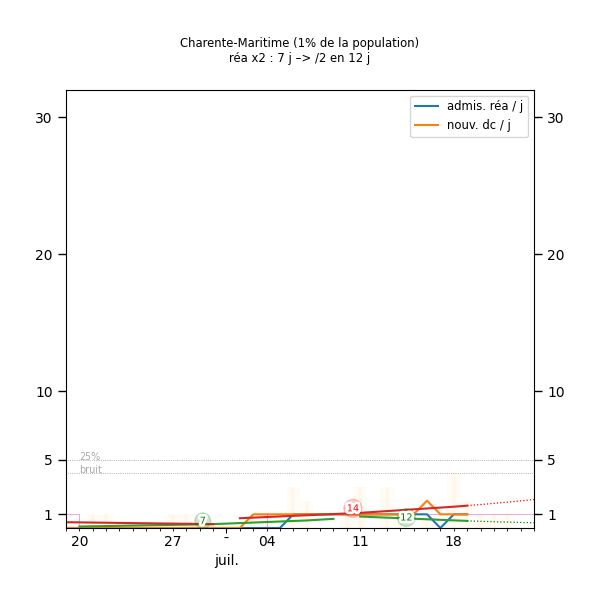 Charente-Maritime (1% de la population)
réa x2 : 7 j –> /2 en 12 j
admis. réa / j
nouv. dc / j
30 30
20 20
10 10
5 5
1 1
25%
bruit
7
14
12
20 27 - 04 11 18
juil.